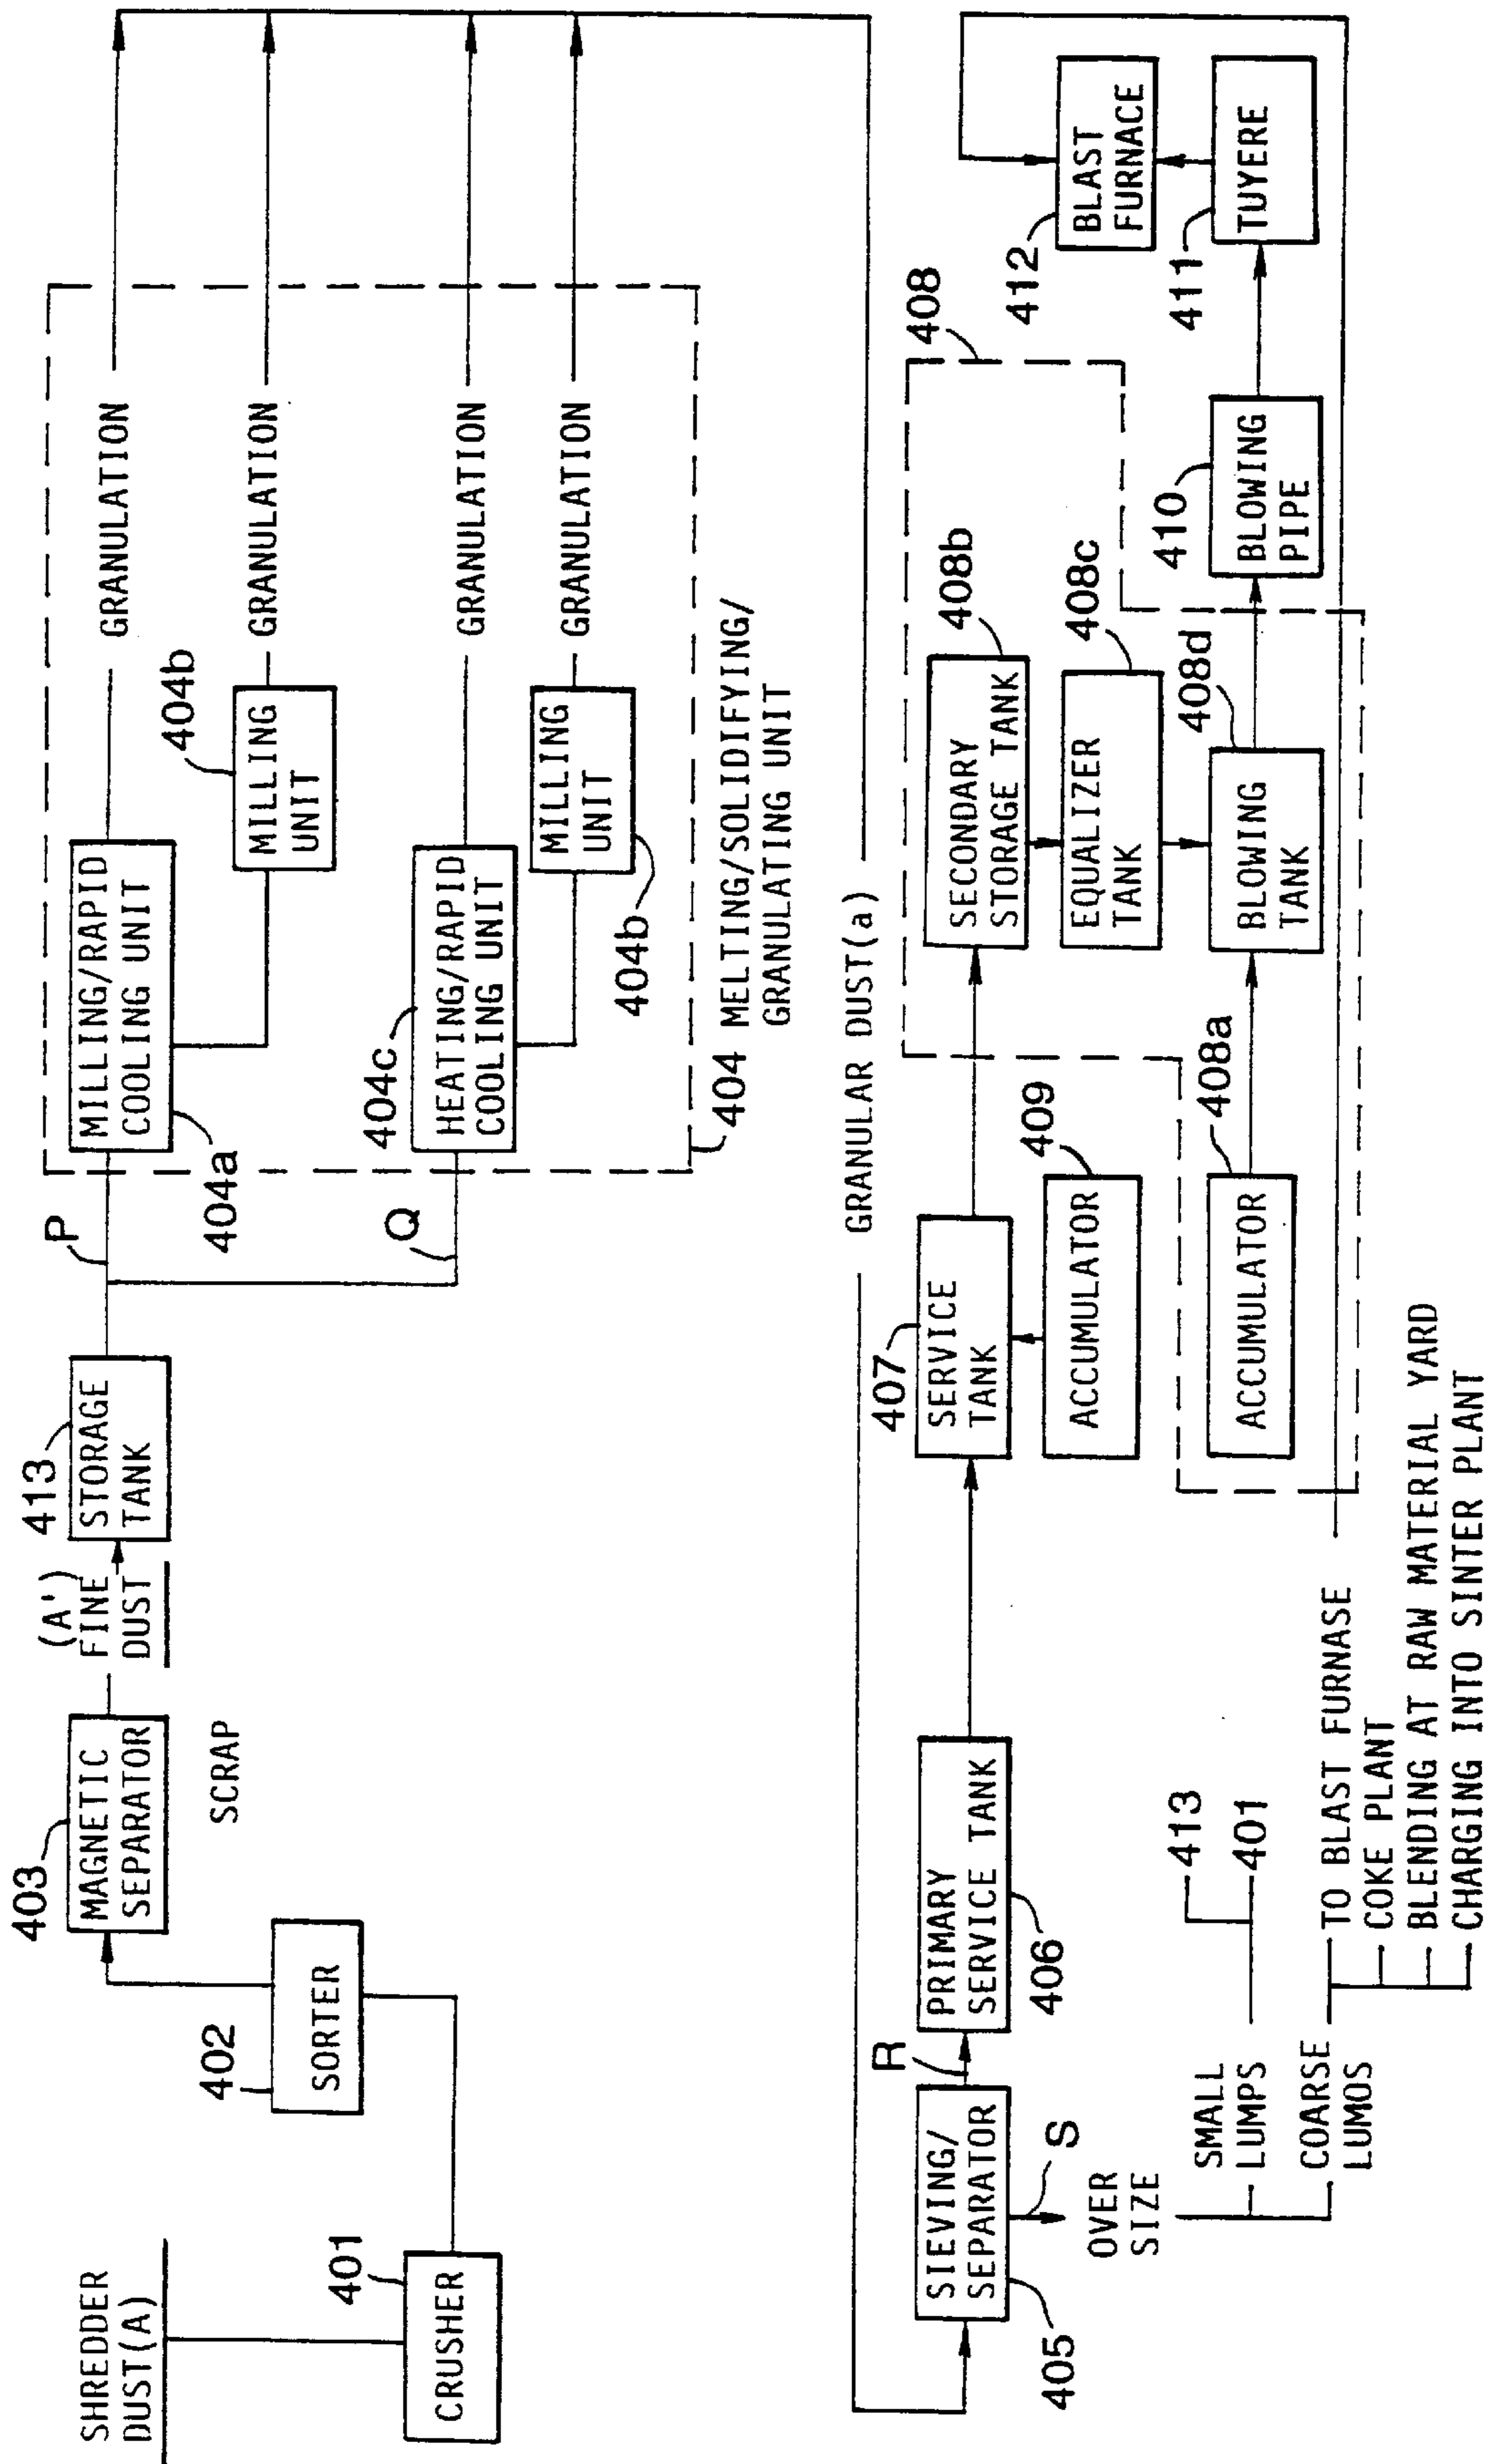 SHREDDER
DUST(A)
401
CRUSHER
402
SORTER
403
MAGNETIC
SEPARATOR
SCRAP
(A')
FINE
DUST
413
STORAGE
TANK
P
Q
404a
MILLING/RAPID
COOLING UNIT
404b
MILLING
UNIT
404c
HEATING/RAPID
COOLING UNIT
404b
MILLING
UNIT
GRANULATION
GRANULATION
GRANULATION
GRANULATION
404 MELTING/SOLIDIFYING/
GRANULATING UNIT
GRANULAR DUST(a)
SIEVING/
SEPARATOR
405
R
S
OVER
SIZE
SMALL
LUMPS
413
401
COARSE
LUMOS
TO BLAST FURNASE
COKE PLANT
BLENDING AT RAW MATERIAL YARD
CHARGING INTO SINTER PLANT
PRIMARY
SERVICE TANK
406
407
SERVICE
TANK
409
ACCUMULATOR
408a
ACCUMULATOR
408
408b
SECONDARY
STORAGE TANK
408c
EQUALIZER
TANK
408d
BLOWING
TANK
410
BLOWING
PIPE
411
TUYERE
412
BLAST
FURNACE